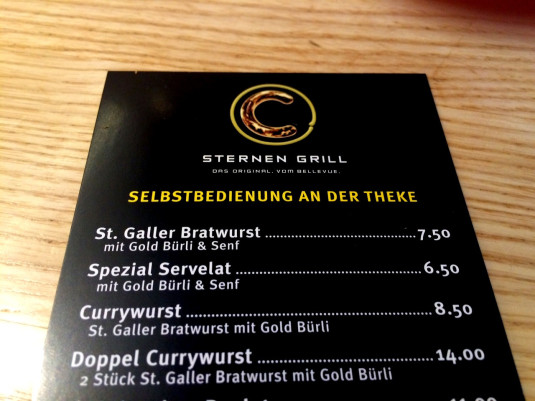 STERNEN GRILL
DAS ORIGINAL. VOM BELLEVUE.
SELBSTBEDIENUNG AN DER THEKE
St. Galler Bratwurst ........................................7.50
mit Gold Bürli & Senf
Spezial Servelat ................................................6.50
mit Gold Bürli & Senf
Currywurst ................................................................8.50
St. Galler Bratwurst mit Gold Bürli
Doppel Currywurst ............................................14.00
2 Stück St. Galler Bratwurst mit Gold Bürli